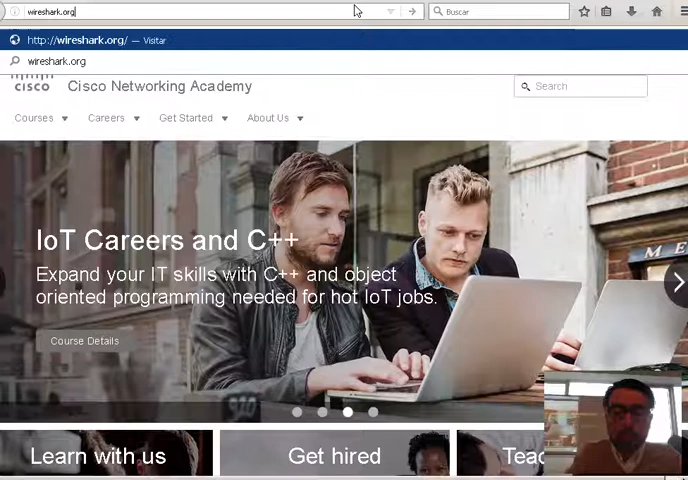 wireshark.org
Buscar
http://wireshark.org/ — Visitar
wireshark.org
CISCO Cisco Networking Academy
Search
Courses Careers Get Started About Us
IoT Careers and C++
Expand your IT skills with C++ and object
oriented programming needed for hot IoT jobs.
Course Details
Learn with us
Get hired
Teac